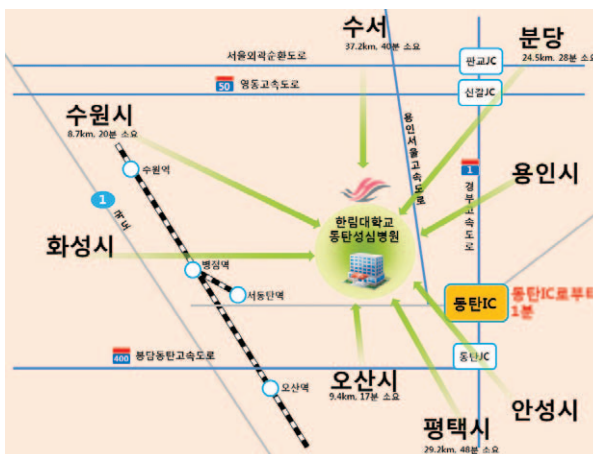 수서
37.2km, 40분 소요
분당
24.5km, 28분 소요
서울외곽순환도로
판교JC
50
영동고속도로
신갈JC
수원시
8.7km, 20분 소요
용인서울고속도로
수원역
1
경부고속도로
용인시
1
국도
한림대학교
동탄성심병원
화성시
병점역
서동탄역
동탄IC
동탄IC로부터
1분
400
봉담동탄고속도로
동탄JC
오산시
9.4km, 17분 소요
오산역
안성시
평택시
29.2km, 48분 소요